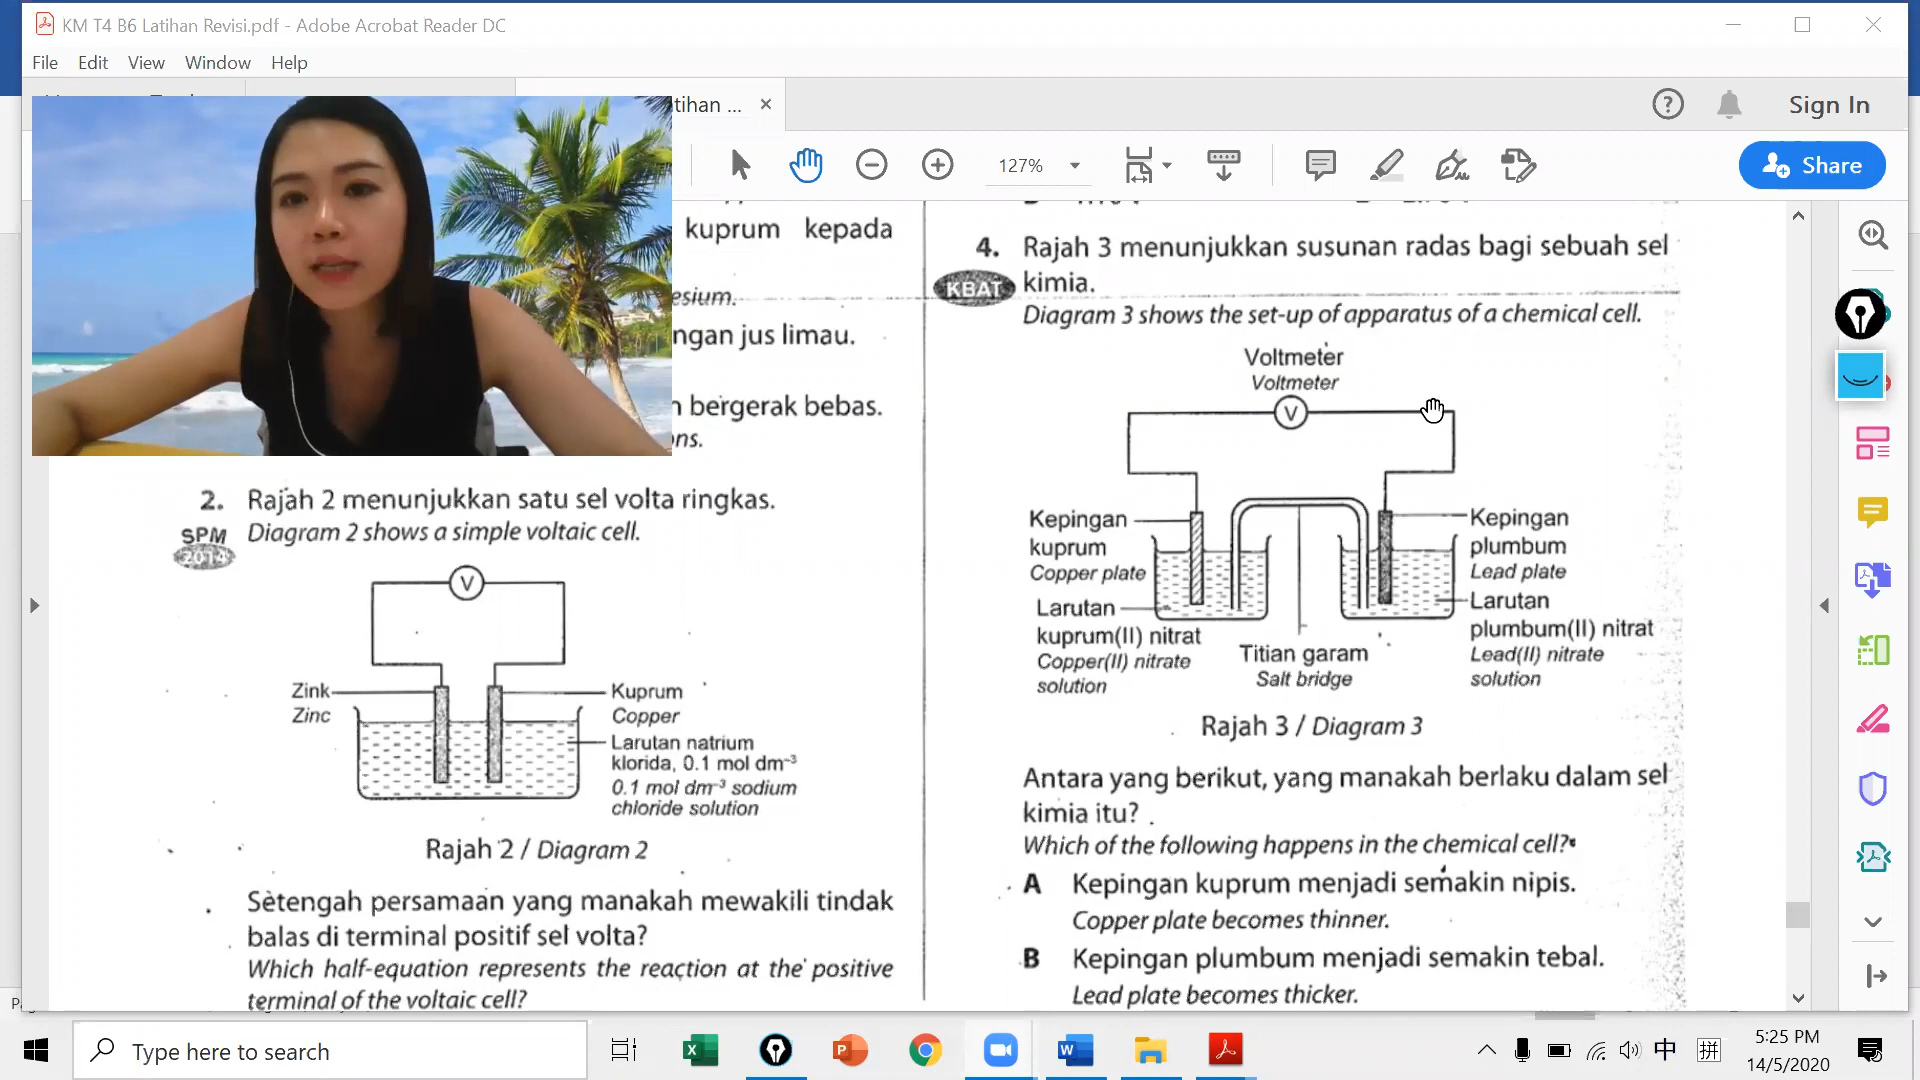 KM T4 B6 Latihan Revisi.pdf - Adobe Acrobat Reader DC
File Edit View Window Help
tihan ...
Sign In
127%
Share
kuprum kepada
esium.
ngan jus limau.
n bergerak bebas.
ons.
2. Rajah 2 menunjukkan satu sel volta ringkas.
SPM
2014
Diagram 2 shows a simple voltaic cell.
V
Zink
Zinc
Kuprum
Copper
Larutan natrium
klorida, 0.1 mol dm⁻³
0.1 mol dm⁻³ sodium
chloride solution
Rajah 2 / Diagram 2
Setengah persamaan yang manakah mewakili tindak
balas di terminal positif sel volta?
Which half-equation represents the reaction at the positive
terminal of the voltaic cell?
4. Rajah 3 menunjukkan susunan radas bagi sebuah sel
KBAT
kimia.
Diagram 3 shows the set-up of apparatus of a chemical cell.
Voltmeter
Voltmeter
V
Kepingan
kuprum
Copper plate
Larutan
kuprum(II) nitrat
Copper(II) nitrate
solution
Titian garam
Salt bridge
Kepingan
plumbum
Lead plate
Larutan
plumbum(II) nitrat
Lead(II) nitrate
solution
Rajah 3 / Diagram 3
Antara yang berikut, yang manakah berlaku dalam sel
kimia itu?
Which of the following happens in the chemical cell?
A Kepingan kuprum menjadi semakin nipis.
Copper plate becomes thinner.
B Kepingan plumbum menjadi semakin tebal.
Lead plate becomes thicker.
Type here to search
中
拼
5:25 PM
14/5/2020